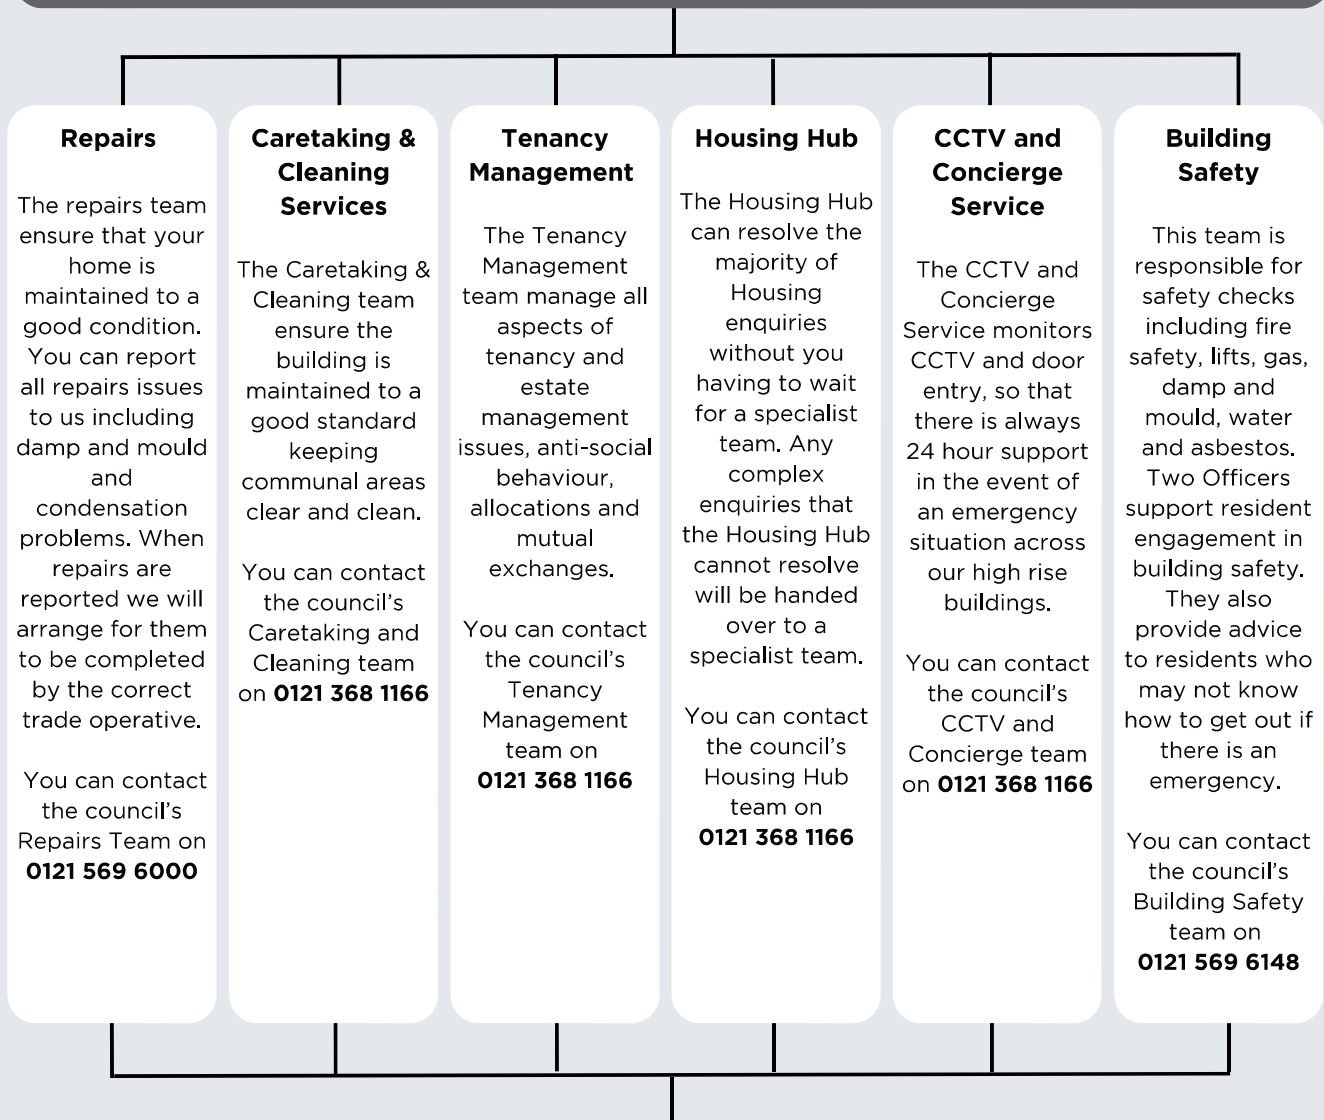 Repairs
The repairs team
ensure that your
home is
maintained to a
good condition.
You can report
all repairs issues
to us including
damp and mould
and
condensation
problems. When
repairs are
reported we will
arrange for them
to be completed
by the correct
trade operative.
You can contact
the council's
Repairs Team on
0121 569 6000
Caretaking &
Cleaning
Services
The Caretaking &
Cleaning team
ensure the
building is
maintained to a
good standard
keeping
communal areas
clear and clean.
You can contact
the council's
Caretaking and
Cleaning team
on 0121 368 1166
Tenancy
Management
The Tenancy
Management
team manage all
aspects of
tenancy and
estate
management
issues, anti-social
behaviour,
allocations and
mutual
exchanges.
You can contact
the council's
Tenancy
Management
team on
0121 368 1166
Housing Hub
The Housing Hub
can resolve the
majority of
Housing
enquiries
without you
having to wait
for a specialist
team. Any
complex
enquiries that
the Housing Hub
cannot resolve
will be handed
over to a
specialist team.
You can contact
the council's
Housing Hub
team on
0121 368 1166
CCTV and
Concierge
Service
The CCTV and
Concierge
Service monitors
CCTV and door
entry, so that
there is always
24 hour support
in the event of
an emergency
situation across
our high rise
buildings.
You can contact
the council's
CCTV and
Concierge team
on 0121 368 1166
Building
Safety
This team is
responsible for
safety checks
including fire
safety, lifts, gas,
damp and
mould, water
and asbestos.
Two Officers
support resident
engagement in
building safety.
They also
provide advice
to residents who
may not know
how to get out if
there is an
emergency.
You can contact
the council's
Building Safety
team on
0121 569 6148